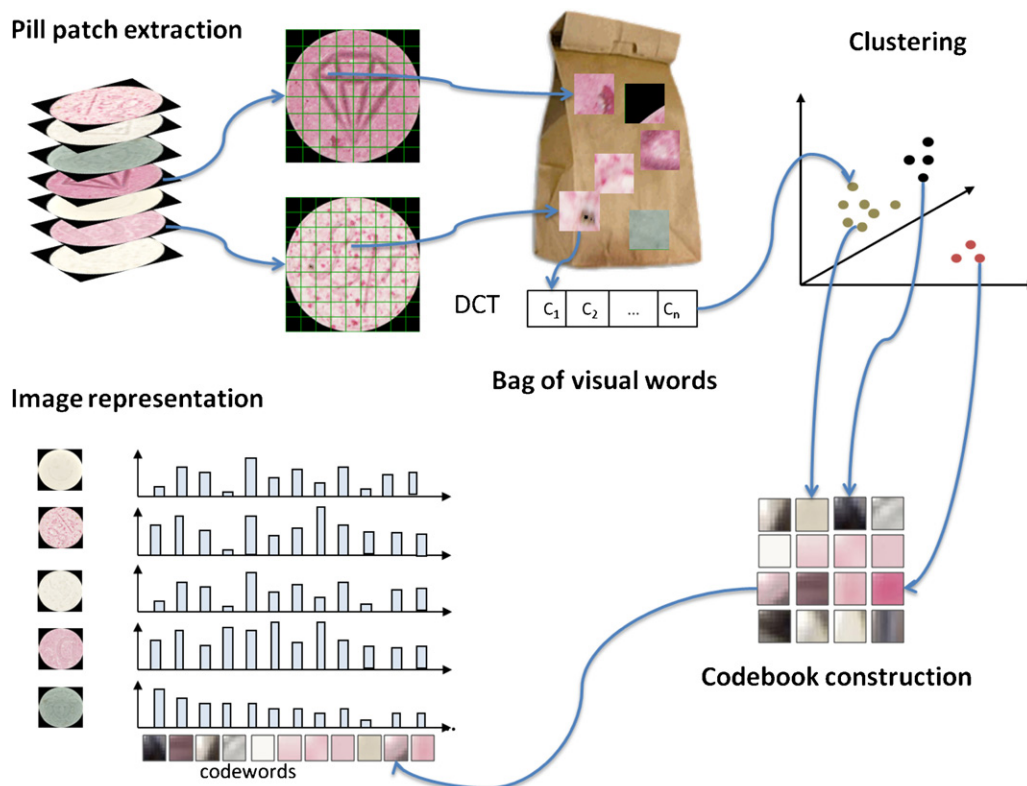 Pill patch extraction
Clustering
DCT
C1 C2 ... Cn
Bag of visual words
Image representation
Codebook construction
codewords